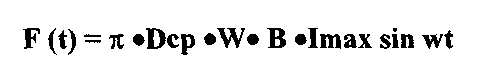 F (t) = π •Dcp •W• B •Imax sin wt